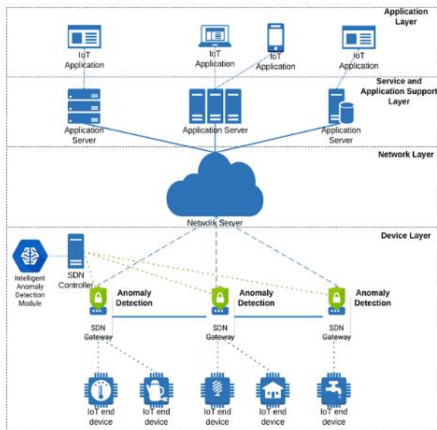 Application
Layer
IoT
Application
IoT
Application
IoT
Application
IoT
Application
Service and
Application Support
Layer
Application
Server
Application Server
Application
Server
Network Layer
Network Server
Device Layer
Intelligent
Anomaly
Detection
Module
SDN
Controller
Anomaly
Detection
Anomaly
Detection
Anomaly
Detection
SDN
Gateway
SDN
Gateway
SDN
Gateway
IoT end
device
IoT end
device
IoT end
device
IoT end
device
IoT end
device